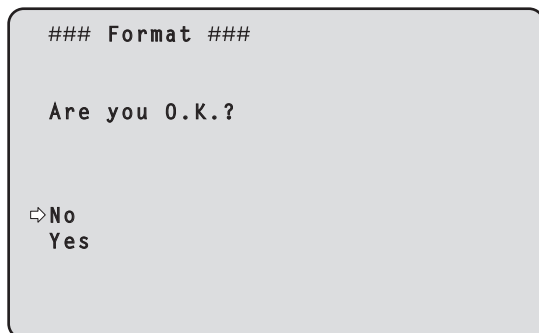 ### Format ###
Are you O.K.?
⇨No
Yes